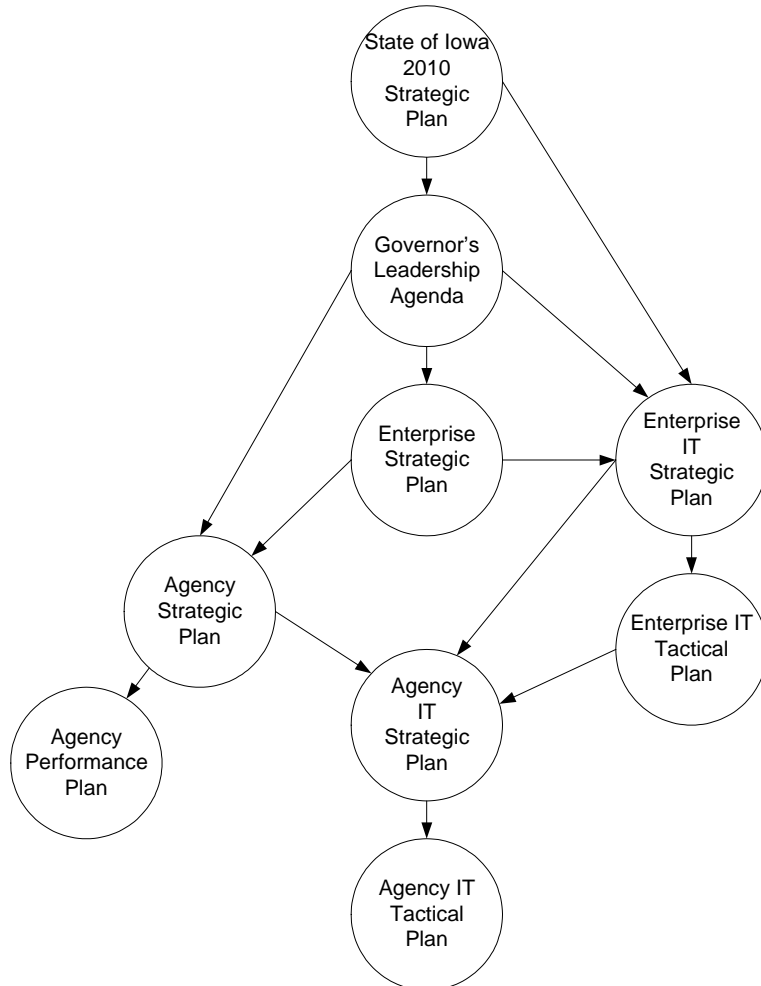 State of Iowa
2010
Strategic
Plan
Governor's
Leadership
Agenda
Enterprise
Strategic
Plan
Enterprise
IT
Strategic
Plan
Agency
Strategic
Plan
Enterprise IT
Tactical
Plan
Agency
IT
Strategic
Plan
Agency
Performance
Plan
Agency IT
Tactical
Plan